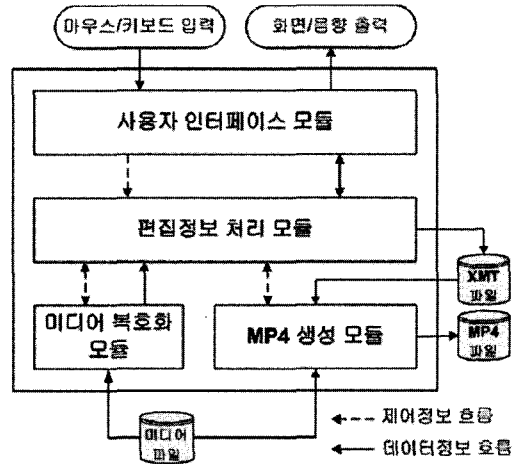 마우스/키보드 입력
화면/음향 출력
사용자 인터페이스 모듈
편집정보 처리 모듈
미디어 복호화
모듈
MP4 생성 모듈
XMT
파일
MP4
파일
미디어
파일
제어정보 흐름
데이터정보 흐름